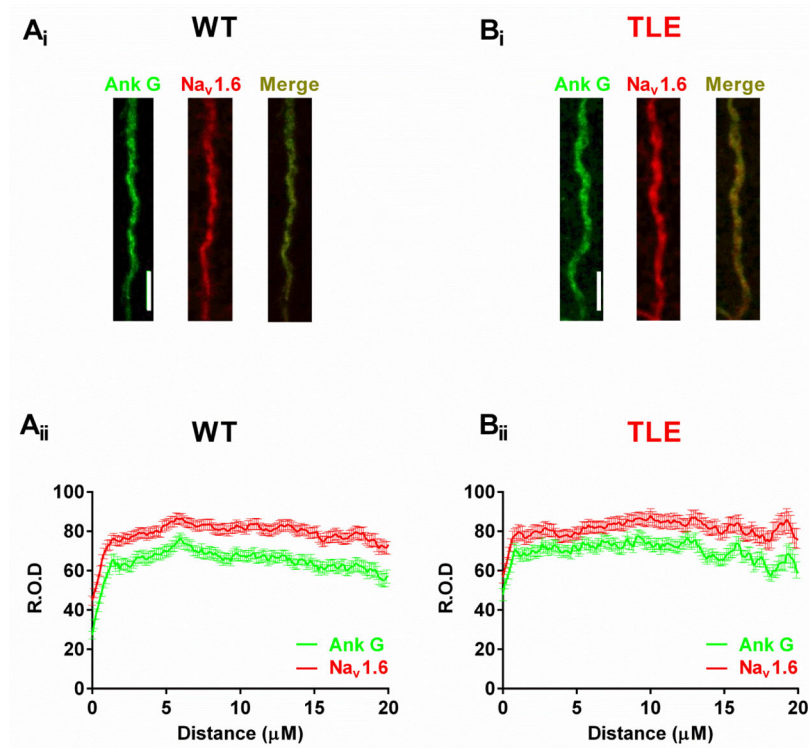 Ai WT
Ank G Nav1.6 Merge
Bi TLE
Ank G Nav1.6 Merge
Aii WT
100
80
60
40
20
0
R.O.D
Ank G
Nav1.6
0 5 10 15 20
Distance (μM)
Bii TLE
100
80
60
40
20
0
R.O.D
Ank G
Nav1.6
0 5 10 15 20
Distance (μM)